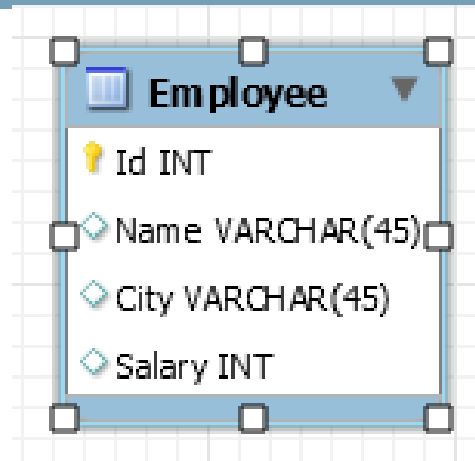 Employee
Id INT
Name VARCHAR(45)
City VARCHAR(45)
Salary INT